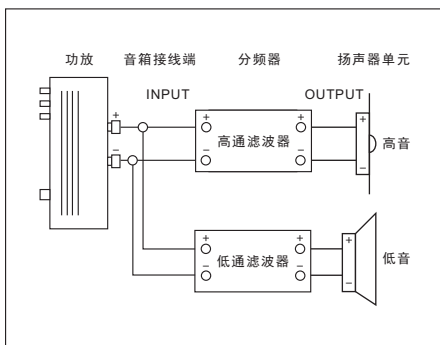 功放 音箱接线端 分频器 扬声器单元
INPUT OUTPUT
+ + + +
高通滤波器 高音
− − − −
+ + +
低通滤波器 低音
− − −